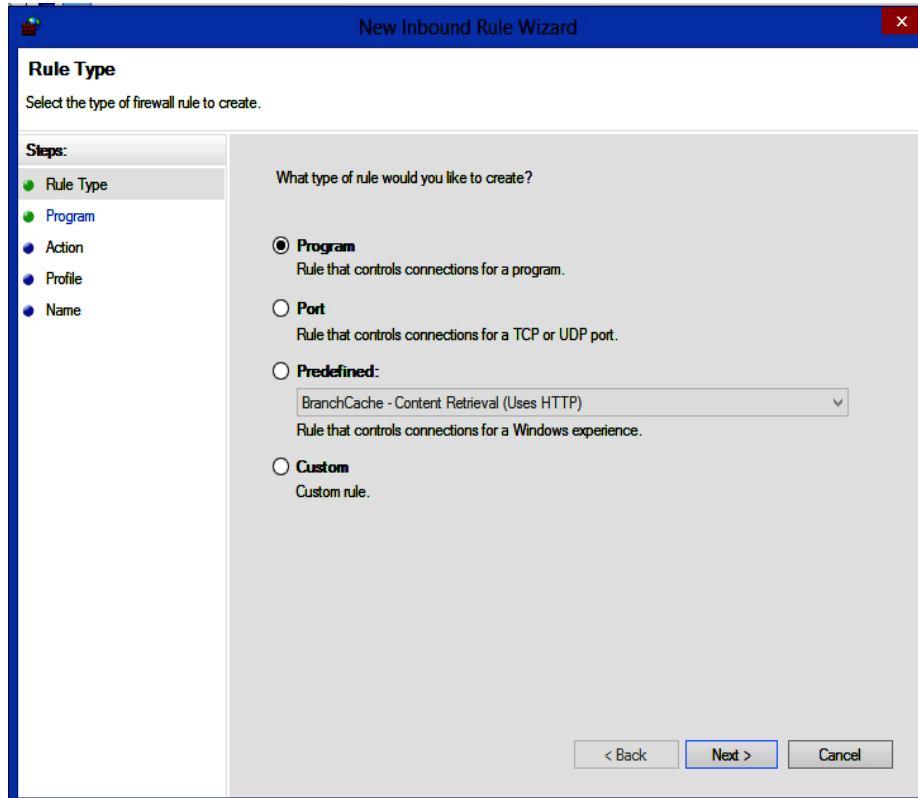 New Inbound Rule Wizard
Rule Type
Select the type of firewall rule to create.
Steps:
Rule Type
Program
Action
Profile
Name
What type of rule would you like to create?
Program
Rule that controls connections for a program.
Port
Rule that controls connections for a TCP or UDP port.
Predefined:
BranchCache - Content Retrieval (Uses HTTP)
Rule that controls connections for a Windows experience.
Custom
Custom rule.
< Back Next > Cancel